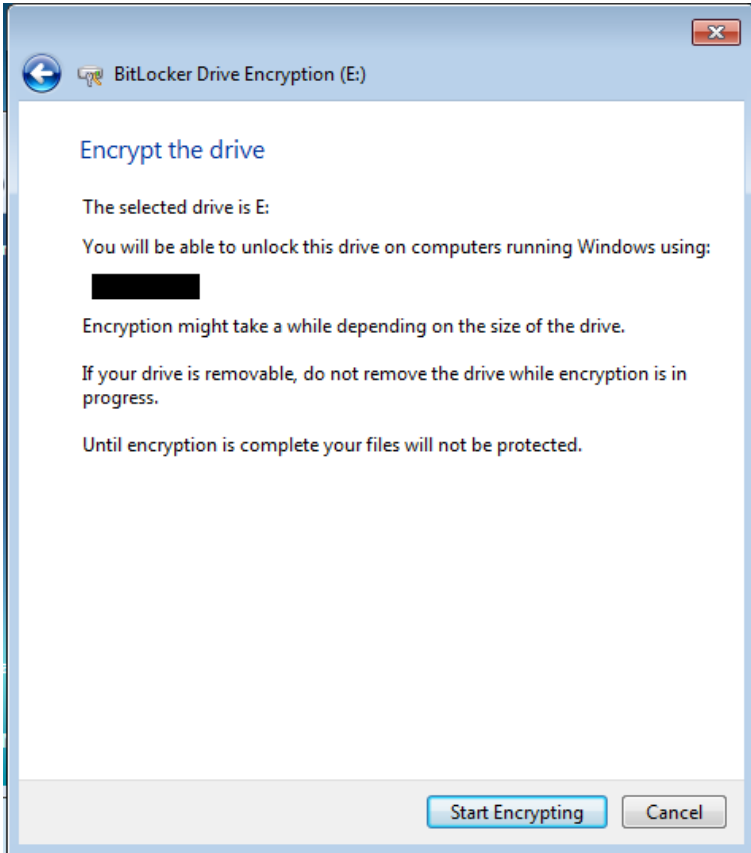 BitLocker Drive Encryption (E:)
Encrypt the drive
The selected drive is E:
You will be able to unlock this drive on computers running Windows using:
Encryption might take a while depending on the size of the drive.
If your drive is removable, do not remove the drive while encryption is in
progress.
Until encryption is complete your files will not be protected.
Start Encrypting
Cancel